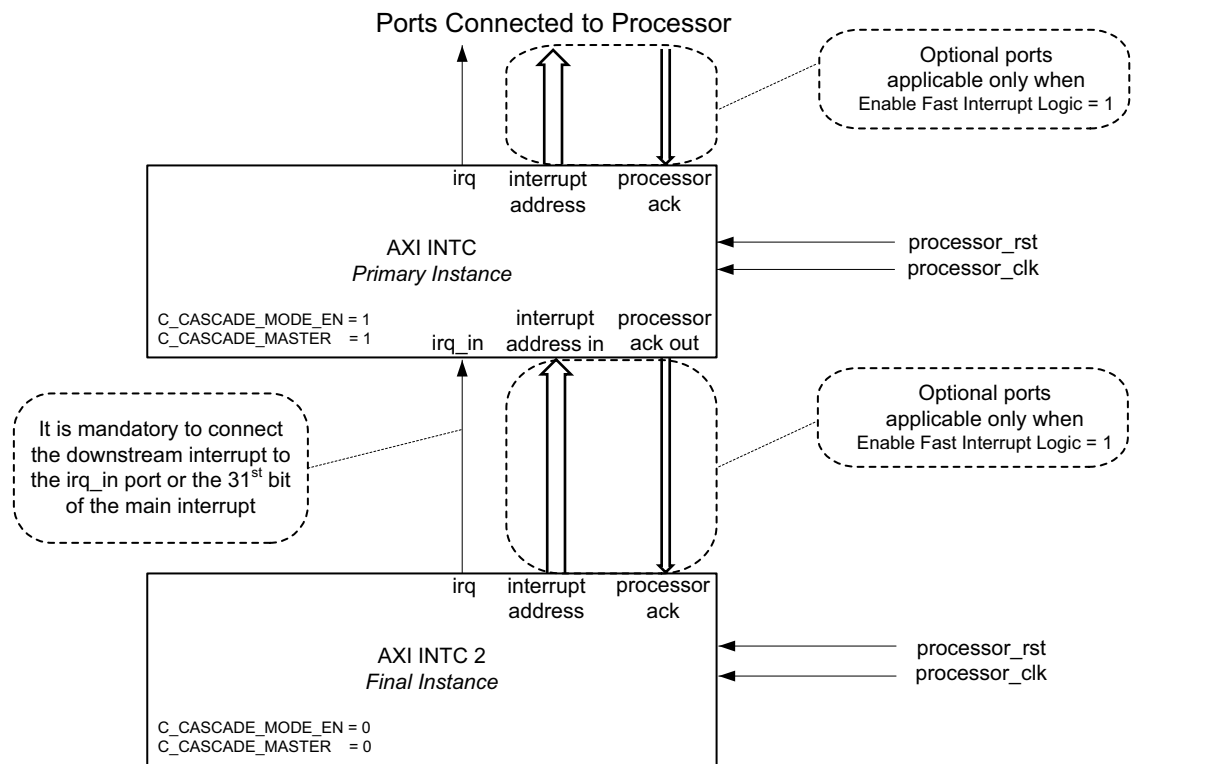 Ports Connected to Processor
Optional ports
applicable only when
Enable Fast Interrupt Logic = 1
irq
interrupt
address
processor
ack
AXI INTC
Primary Instance
processor_rst
processor_clk
C_CASCADE_MODE_EN = 1
C_CASCADE_MASTER = 1
irq_in
interrupt
address in
processor
ack out
Optional ports
applicable only when
Enable Fast Interrupt Logic = 1
It is mandatory to connect
the downstream interrupt to
the irq_in port or the 31st bit
of the main interrupt
irq
interrupt
address
processor
ack
AXI INTC 2
Final Instance
processor_rst
processor_clk
C_CASCADE_MODE_EN = 0
C_CASCADE_MASTER = 0